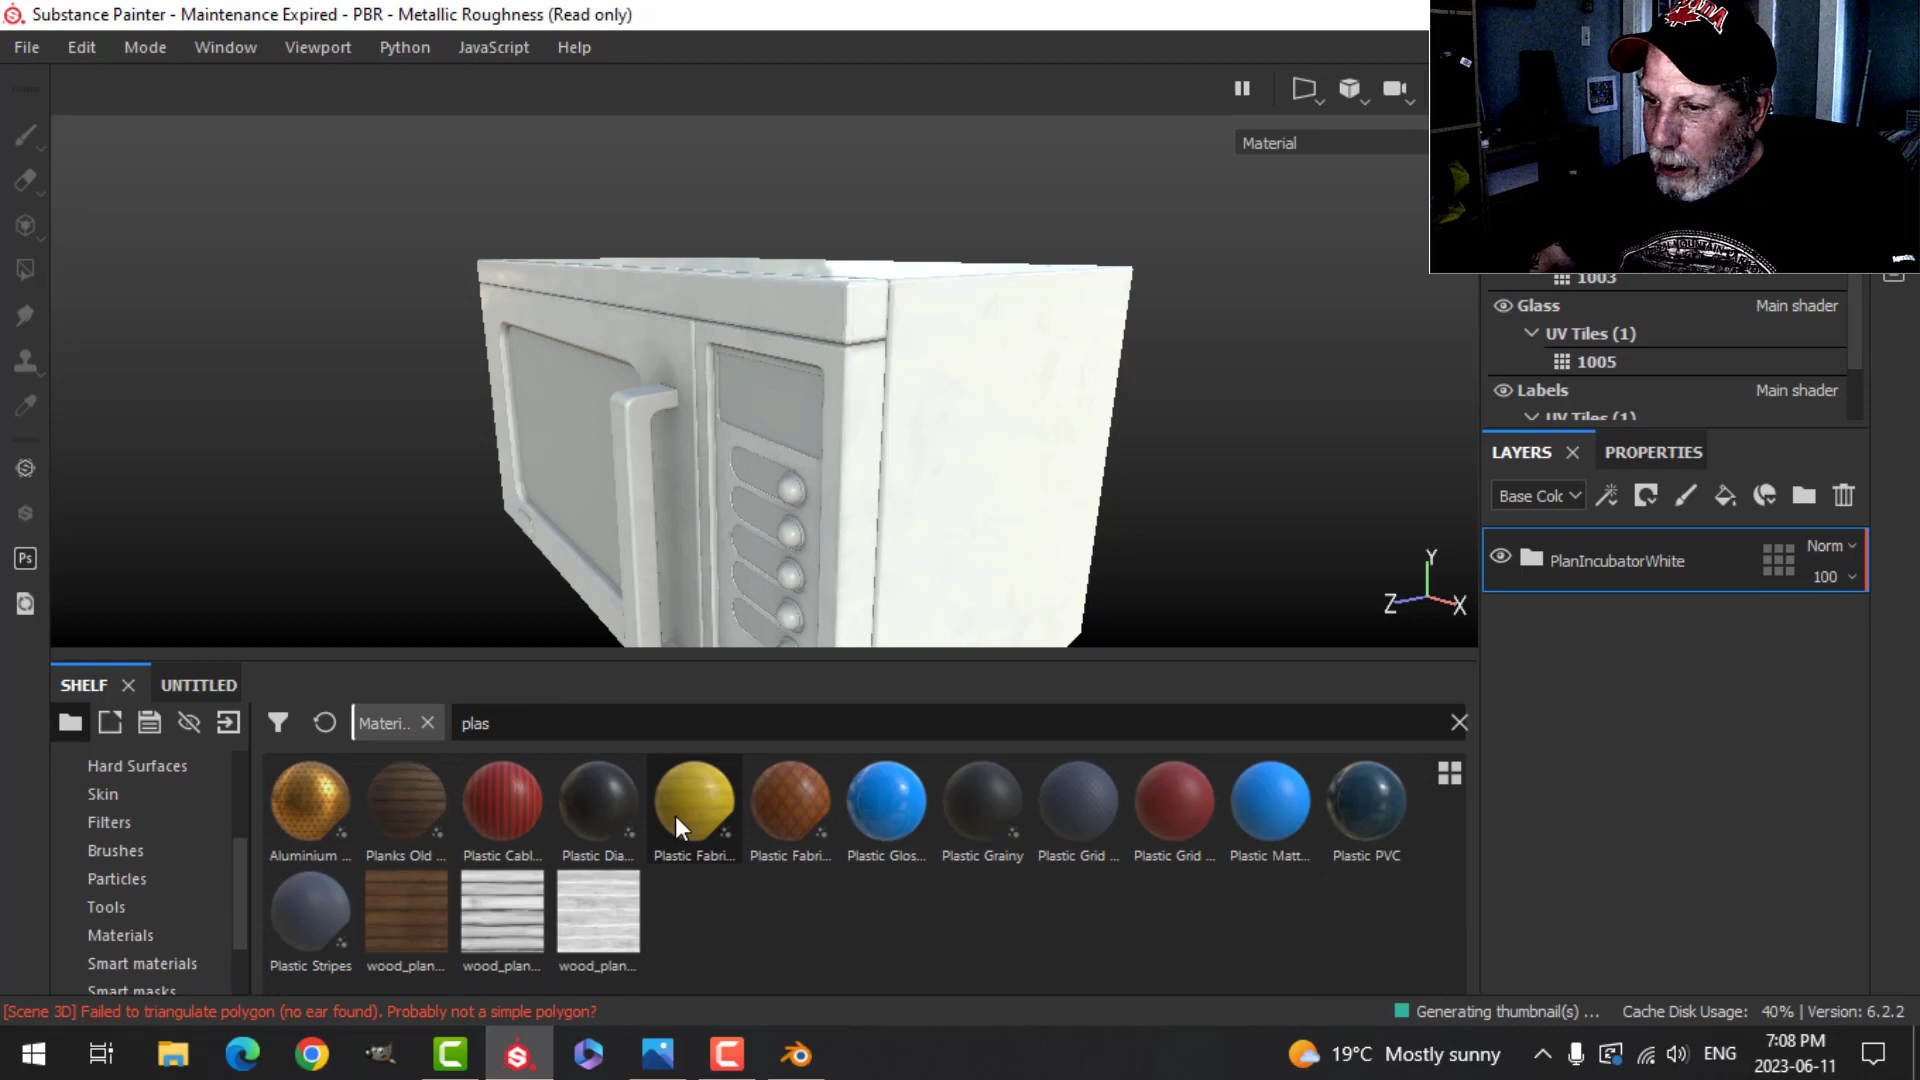 Substance Painter - Maintenance Expired - PBR - Metallic Roughness (Read only)
File Edit Mode Window Viewport Python JavaScript Help
Material
1003
Glass Main shader
UV Tiles (1)
1005
Labels Main shader
UV Tiles (1)
LAYERS PROPERTIES
Base Colc
PlanIncubatorWhite Norm
100
Y
Z X
Ps
SHELF UNTITLED
Materi.. plas
Hard Surfaces
Skin
Filters
Brushes
Particles
Tools
Materials
Smart materials
Smart masks
Aluminium ... Planks Old ... Plastic Cabl... Plastic Dia... Plastic Fabri... Plastic Fabri... Plastic Glos... Plastic Grainy Plastic Grid ... Plastic Grid ... Plastic Matt... Plastic PVC
Plastic Stripes wood_plan... wood_plan... wood_plan...
[Scene 3D] Failed to triangulate polygon (no ear found). Probably not a simple polygon?
Generating thumbnail(s) ... Cache Disk Usage: 40% | Version: 6.2.2
19°C Mostly sunny ENG 7:08 PM
2023-06-11